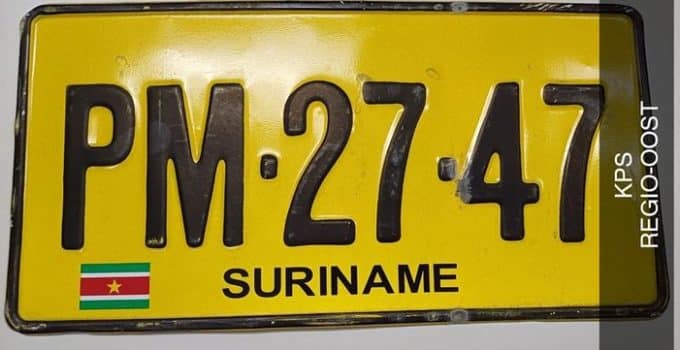 PM·27·47
SURINAME
KPS
REGIO-OOST